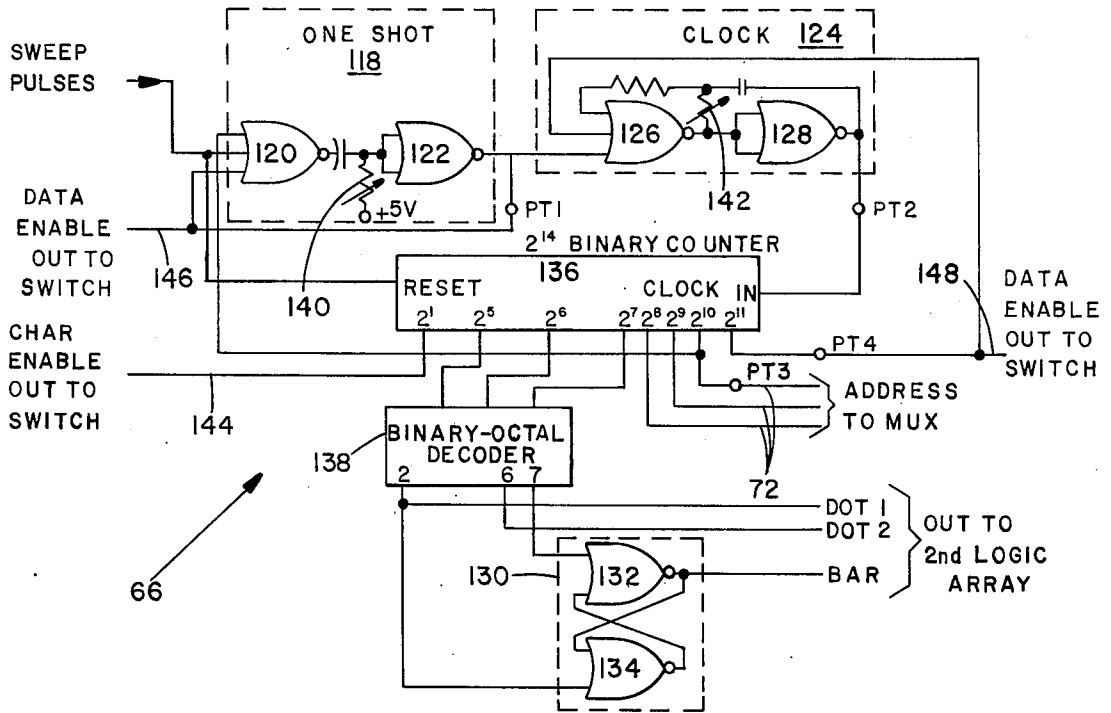 ONE SHOT
118
CLOCK 124
SWEEP
PULSES
120
122
126
128
142
+5V
PT1
PT2
DATA
ENABLE
OUT TO
SWITCH
146
140
2¹⁴ BINARY COUNTER
136
RESET
CLOCK IN
2¹ 2⁵ 2⁶ 2⁷ 2⁸ 2⁹ 2¹⁰ 2¹¹
148
DATA
ENABLE
OUT TO
SWITCH
CHAR
ENABLE
OUT TO
SWITCH
144
PT4
PT3
ADDRESS
TO MUX
72
138
BINARY-OCTAL
DECODER
2 6 7
DOT 1
DOT 2
BAR
OUT TO
2nd LOGIC
ARRAY
130
132
134
66